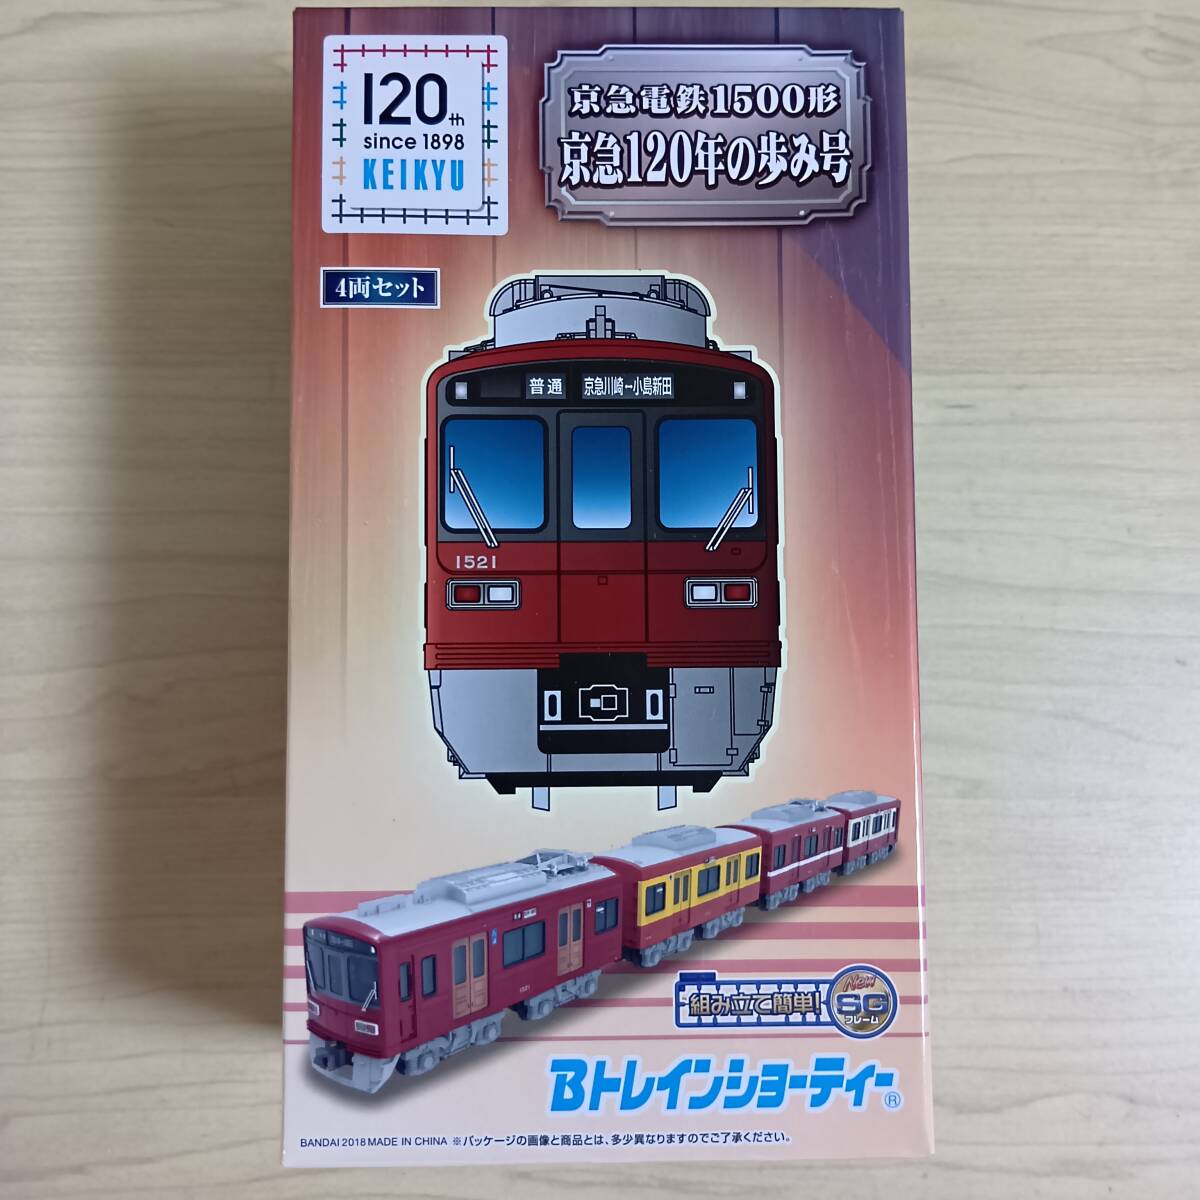 120th
since 1898
KEIKYU
京急電鉄1500形
京急120年の歩み号
4両セット
普通 京急川崎ー小島新田
1521
1521
組み立て簡単!
New
SG
フレーム
Bトレインショーティー®
BANDAI 2018 MADE IN CHINA ※パッケージの画像と商品とは、多少異なりますのでご了承ください。